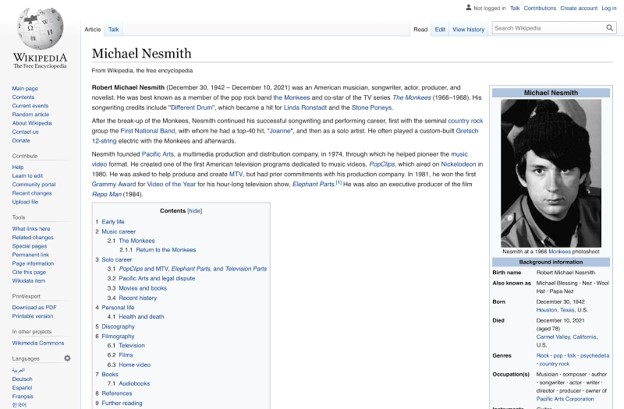 Not logged in Talk Contributions Create account Log in
Article Talk
Read Edit View history
Search Wikipedia
WIKIPEDIA
The Free Encyclopedia
Main page
Contents
Current events
Random article
About Wikipedia
Contact us
Donate
Contribute
Help
Learn to edit
Community portal
Recent changes
Upload file
Tools
What links here
Related changes
Special pages
Permanent link
Page information
Cite this page
Wikidata item
Print/export
Download as PDF
Printable version
In other projects
Wikimedia Commons
Languages
العربية
Deutsch
Español
Français
한국어
Michael Nesmith
From Wikipedia, the free encyclopedia
Robert Michael Nesmith (December 30, 1942 – December 10, 2021) was an American musician, songwriter, actor, producer, and
novelist. He was best known as a member of the pop rock band the Monkees and co-star of the TV series The Monkees (1966–1968). His
songwriting credits include "Different Drum", which became a hit for Linda Ronstadt and the Stone Poneys.
After the break-up of the Monkees, Nesmith continued his successful songwriting and performing career, first with the seminal country rock
group the First National Band, with whom he had a top-40 hit, "Joanne", and then as a solo artist. He often played a custom-built Gretsch
12-string electric with the Monkees and afterwards.
Nesmith founded Pacific Arts, a multimedia production and distribution company, in 1974, through which he helped pioneer the music
video format. He created one of the first American television programs dedicated to music videos, PopClips, which aired on Nickelodeon in
1980. He was asked to help produce and create MTV, but had prior commitments with his production company. In 1981, he won the first
Grammy Award for Video of the Year for his hour-long television show, Elephant Parts.[1] He was also an executive producer of the film
Repo Man (1984).
Contents [hide]
1 Early life
2 Music career
2.1 The Monkees
2.1.1 Return to the Monkees
3 Solo career
3.1 PopClips and MTV, Elephant Parts, and Television Parts
3.2 Pacific Arts and legal dispute
3.3 Movies and books
3.4 Recent history
4 Personal life
4.1 Health and death
5 Discography
6 Filmography
6.1 Television
6.2 Films
6.3 Home video
7 Books
7.1 Audiobooks
8 References
9 Further reading
Michael Nesmith
Nesmith at a 1966 Monkees photoshoot
Background information
Birth name Robert Michael Nesmith
Also known as Michael Blessing · Nez · Wool
Hat · Papa Nez
Born December 30, 1942
Houston, Texas, U.S.
Died December 10, 2021
(aged 78)
Carmel Valley, California,
U.S.
Genres Rock · pop · folk · psychedelia
· country rock
Occupation(s) Musician · composer · author
· songwriter · actor · writer ·
director · producer · owner of
Pacific Arts Corporation